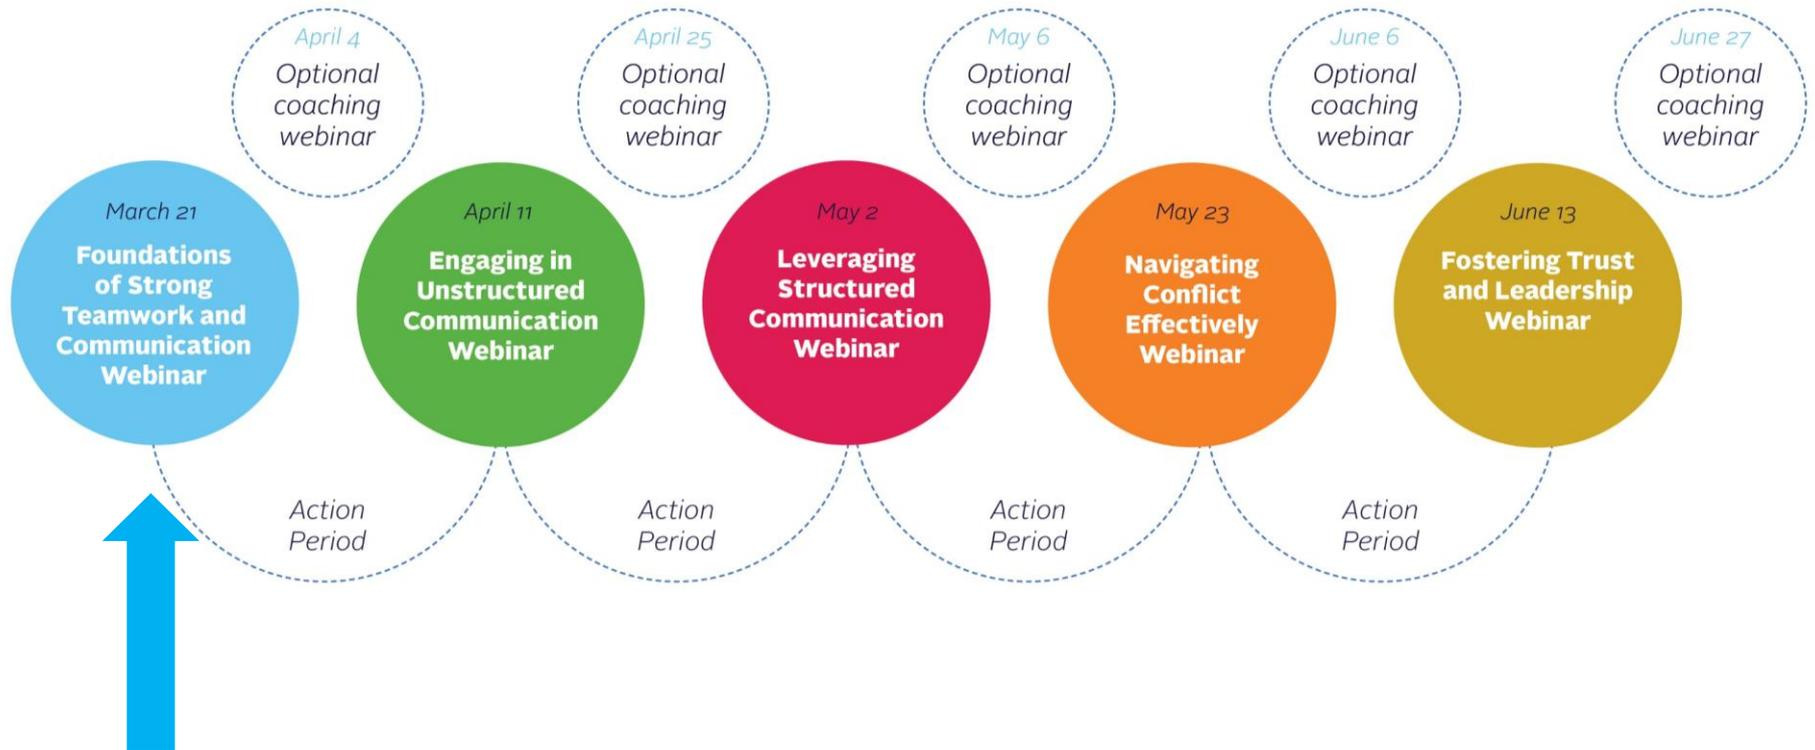 April 4
Optional
coaching
webinar
April 25
Optional
coaching
webinar
May 6
Optional
coaching
webinar
June 6
Optional
coaching
webinar
June 27
Optional
coaching
webinar
March 21
Foundations
of Strong
Teamwork and
Communication
Webinar
April 11
Engaging in
Unstructured
Communication
Webinar
May 2
Leveraging
Structured
Communication
Webinar
May 23
Navigating
Conflict
Effectively
Webinar
June 13
Fostering Trust
and Leadership
Webinar
Action
Period
Action
Period
Action
Period
Action
Period